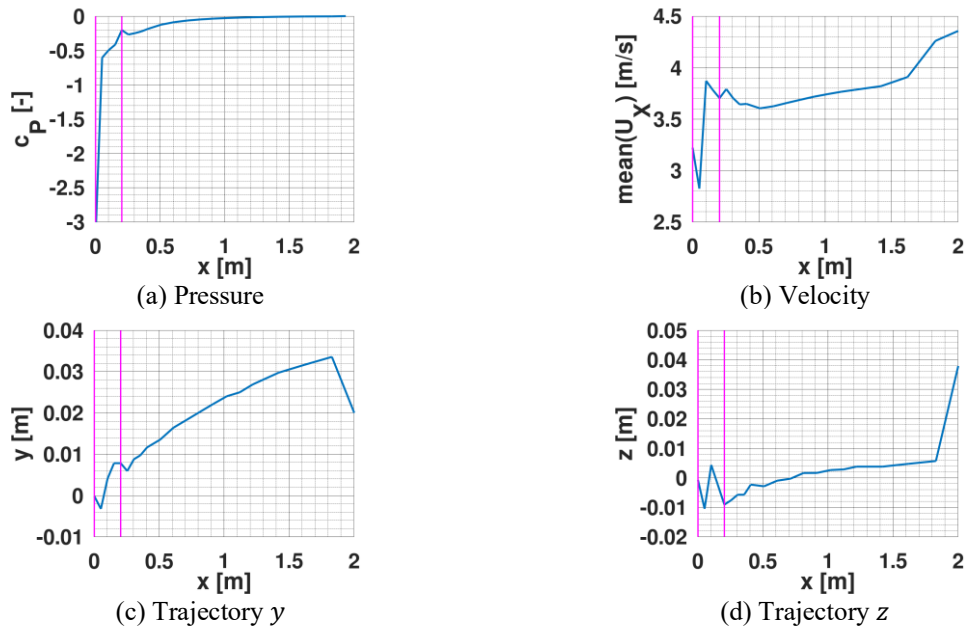 0
-0.5
-1
-1.5
-2
-2.5
-3
c_P [-]
0 0.5 1 1.5 2
x [m]
(a) Pressure
4.5
4
3.5
3
2.5
mean(U_X) [m/s]
0 0.5 1 1.5 2
x [m]
(b) Velocity
0.04
0.03
0.02
0.01
0
-0.01
y [m]
0 0.5 1 1.5 2
x [m]
(c) Trajectory y
0.05
0.04
0.03
0.02
0.01
0
-0.01
-0.02
z [m]
0 0.5 1 1.5 2
x [m]
(d) Trajectory z